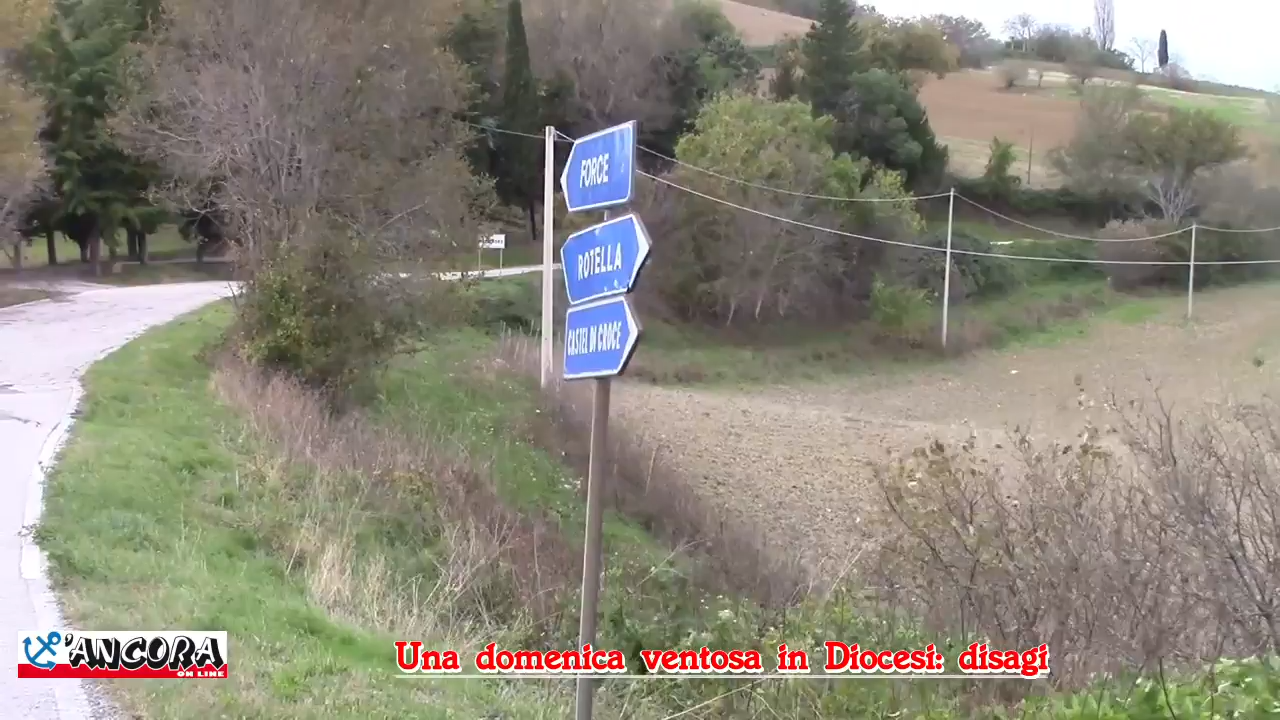 FORCE
ROTELLA
CASTEL DI CROCE
L'ANCORA
ON LINE
Una domenica ventosa in Diocesi: disagi